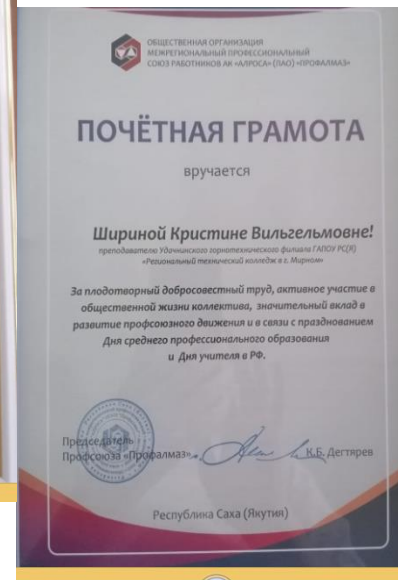 ОБЩЕСТВЕННАЯ ОРГАНИЗАЦИЯ
МЕЖРЕГИОНАЛЬНЫЙ ПРОФЕССИОНАЛЬНЫЙ
СОЮЗ РАБОТНИКОВ АК «АЛРОСА» (ПАО) «ПРОФАЛМАЗ»
ПОЧЁТНАЯ ГРАМОТА
вручается
Шириной Кристине Вильгельмовне!
преподавателю Удачнинского горнотехнического филиала ГАПОУ РС(Я)
«Региональный технический колледж в г. Мирном»
За плодотворный добросовестный труд, активное участие в
общественной жизни коллектива, значительный вклад в
развитие профсоюзного движения и в связи с празднованием
Дня среднего профессионального образования
и Дня учителя в РФ.
Председатель
Профсоюза «Профалмаз» К.Б. Дегтярев
Республика Саха (Якутия)